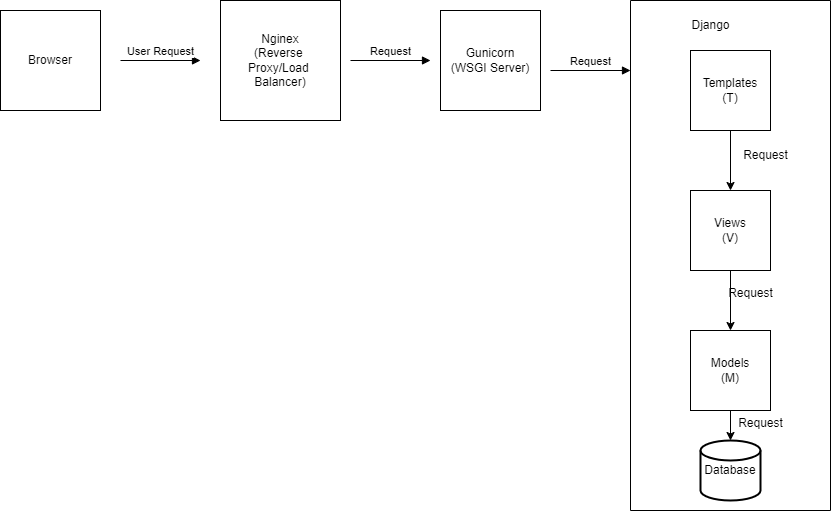 Browser
User Request
Nginex
(Reverse
Proxy/Load
Balancer)
Request
Gunicorn
(WSGI Server)
Request
Django
Templates
(T)
Request
Views
(V)
Request
Models
(M)
Request
Database